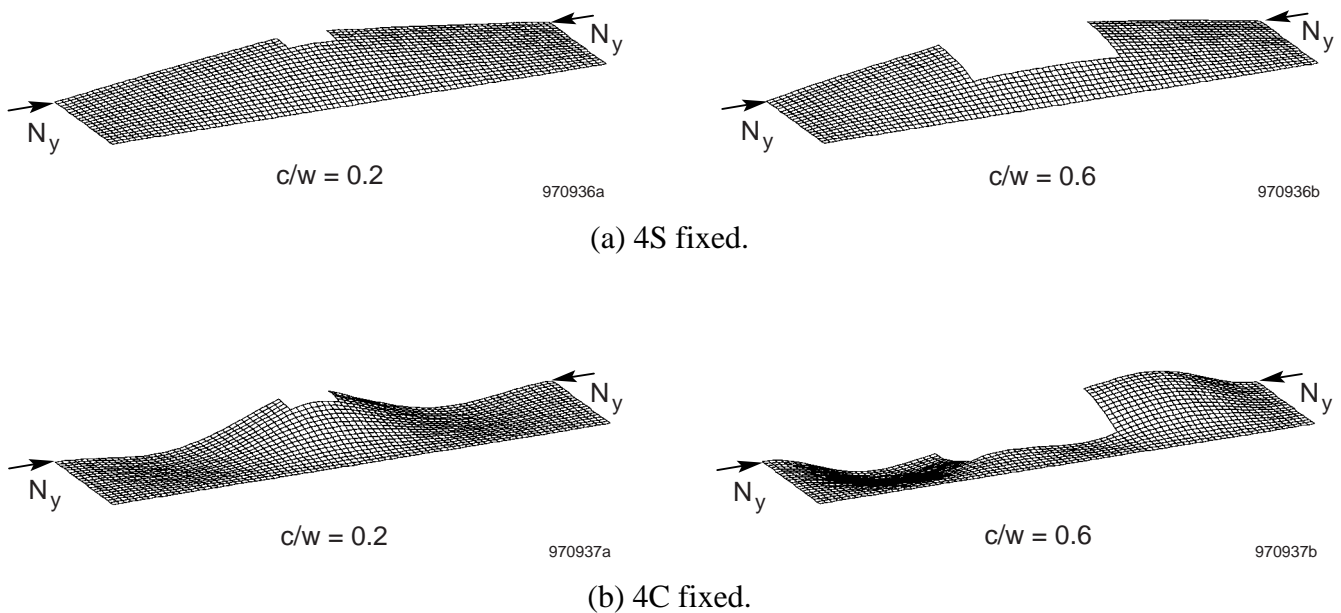 N_y
N_y
c/w = 0.2
970936a
N_y
N_y
c/w = 0.6
970936b
(a) 4S fixed.
N_y
N_y
c/w = 0.2
970937a
N_y
N_y
c/w = 0.6
970937b
(b) 4C fixed.